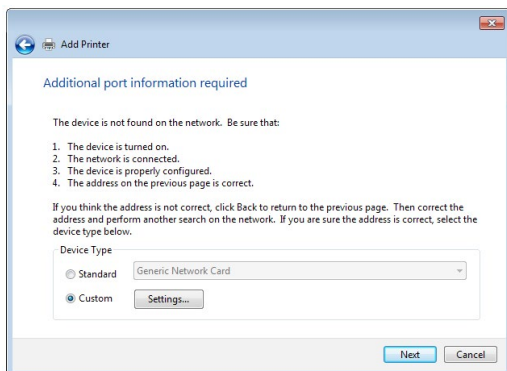 Add Printer
Additional port information required
The device is not found on the network. Be sure that:
1. The device is turned on.
2. The network is connected.
3. The device is properly configured.
4. The address on the previous page is correct.
If you think the address is not correct, click Back to return to the previous page. Then correct the
address and perform another search on the network. If you are sure the address is correct, select the
device type below.
Device Type
Standard Generic Network Card
Custom Settings...
Next Cancel